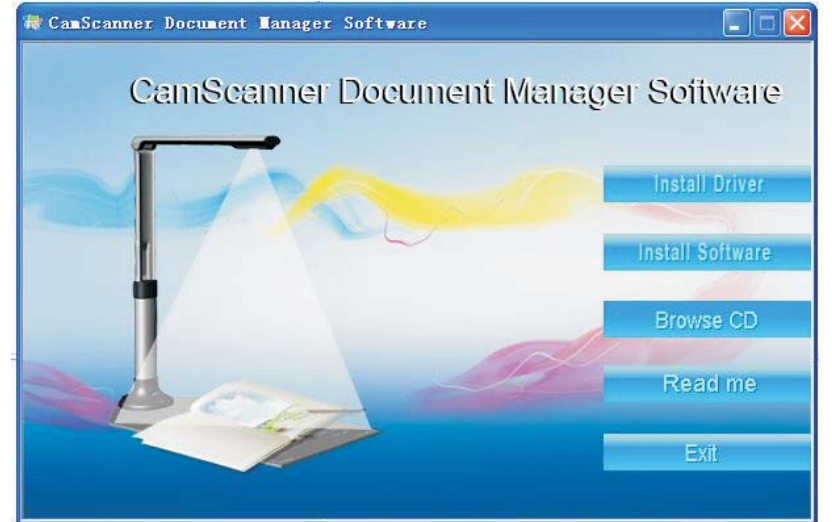 CamScanner Document Manager Software
CamScanner Document Manager Software
Install Driver
Install Software
Browse CD
Read me
Exit